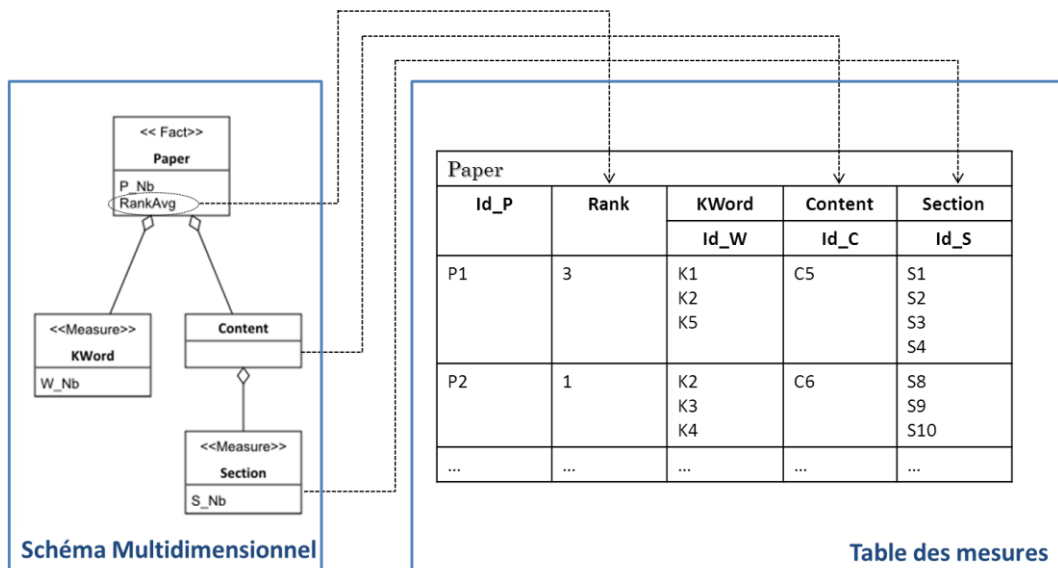 << Fact>>
Paper
P_Nb
RankAvg
<<Measure>>
KWord
W_Nb
Content
<<Measure>>
Section
S_Nb
Schéma Multidimensionnel
Paper
Id_P Rank KWord Content Section
Id_W Id_C Id_S
P1 3 K1 C5 S1
K2 S2
K5 S3
S4
P2 1 K2 C6 S8
K3 S9
K4 S10
... ... ... ... ...
Table des mesures